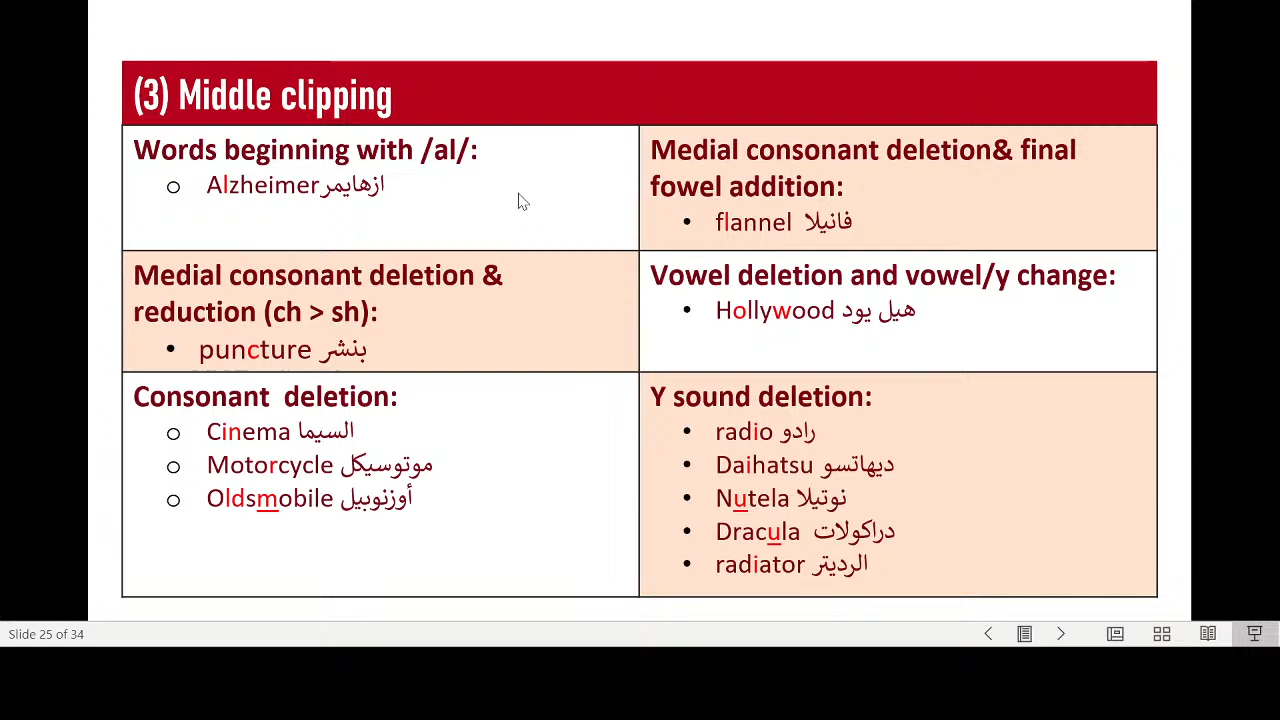 (3) Middle clipping
Words beginning with /al/:
o Alzheimer ازهايمر
Medial consonant deletion& final
fowel addition:
• flannel فانيلا
Medial consonant deletion &
reduction (ch > sh):
• puncture بنشر
Vowel deletion and vowel/y change:
• Hollywood هيل يود
Consonant deletion:
o Cinema السيما
o Motorcycle موتوسيكل
o Oldsmobile أوزنوبيل
Y sound deletion:
• radio رادو
• Daihatsu ديهاتسو
• Nutela نوتيلا
• Dracula دراكولات
• radiator الرديتر
Slide 25 of 34